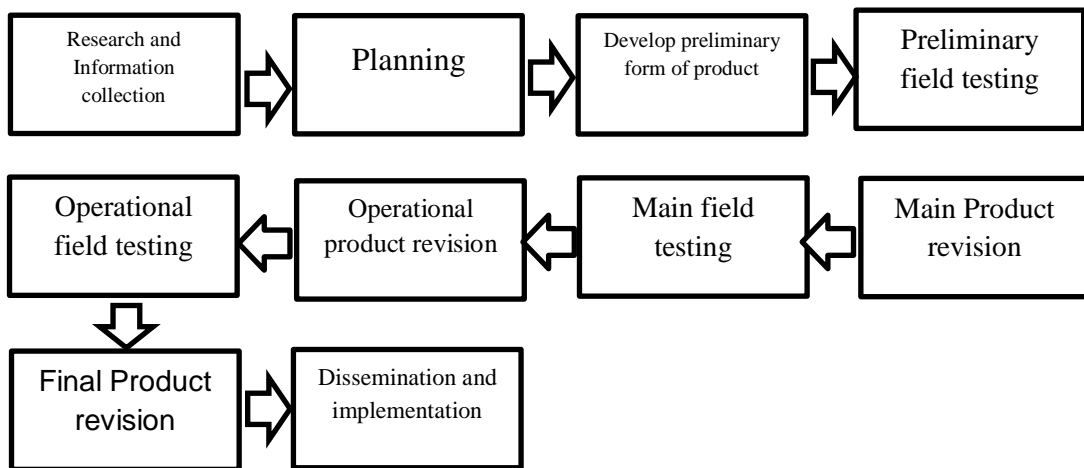 Research and
Information
collection
Planning
Develop preliminary
form of product
Preliminary
field testing
Operational
field testing
Operational
product revision
Main field
testing
Main Product
revision
Final Product
revision
Dissemination and
implementation